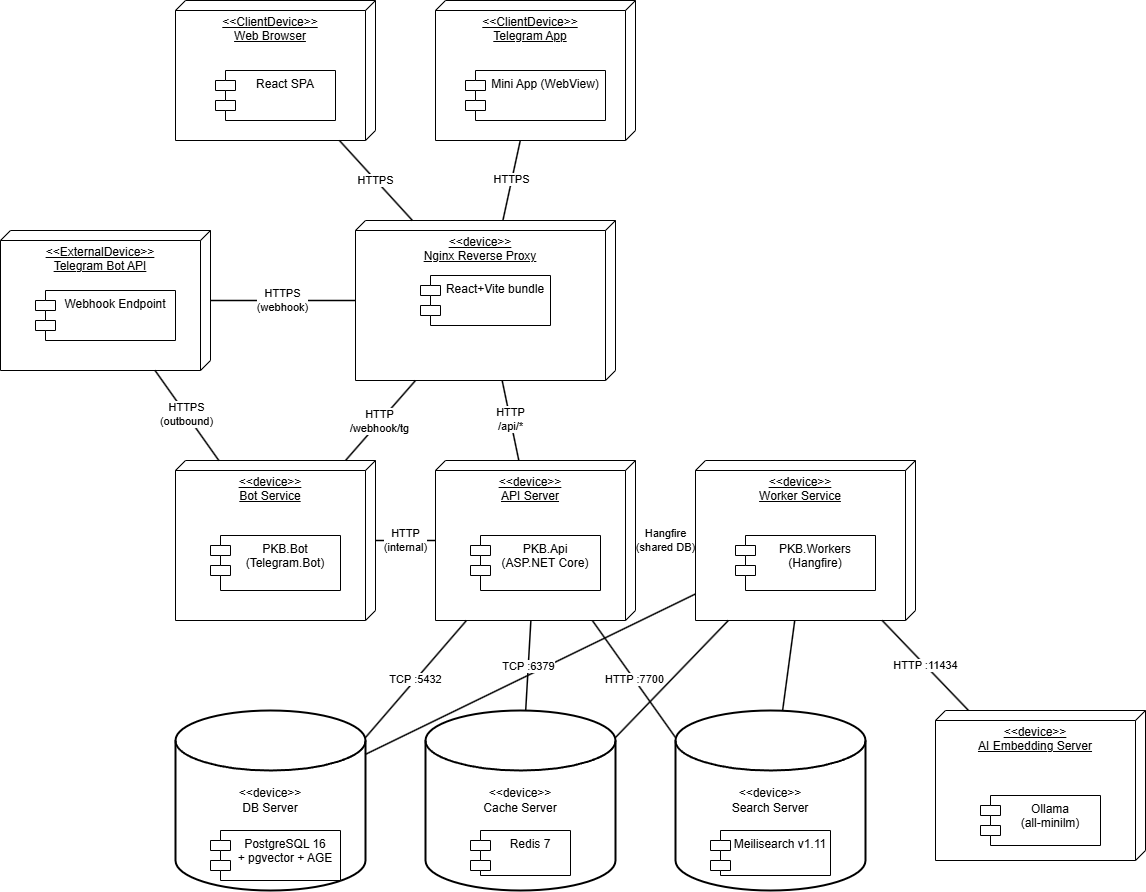 <<ClientDevice>>
Web Browser
React SPA
<<ClientDevice>>
Telegram App
Mini App (WebView)
HTTPS
HTTPS
<<ExternalDevice>>
Telegram Bot API
Webhook Endpoint
HTTPS
(webhook)
<<device>>
Nginx Reverse Proxy
React+Vite bundle
HTTPS
(outbound)
HTTP
/webhook/tg
HTTP
/api/*
<<device>>
Bot Service
PKB.Bot
(Telegram.Bot)
HTTP
(internal)
<<device>>
API Server
PKB.Api
(ASP.NET Core)
Hangfire
(shared DB)
<<device>>
Worker Service
PKB.Workers
(Hangfire)
TCP :5432
TCP :6379
HTTP :7700
HTTP :11434
<<device>>
DB Server
PostgreSQL 16
+ pgvector + AGE
<<device>>
Cache Server
Redis 7
<<device>>
Search Server
Meilisearch v1.11
<<device>>
AI Embedding Server
Ollama
(all-minilm)